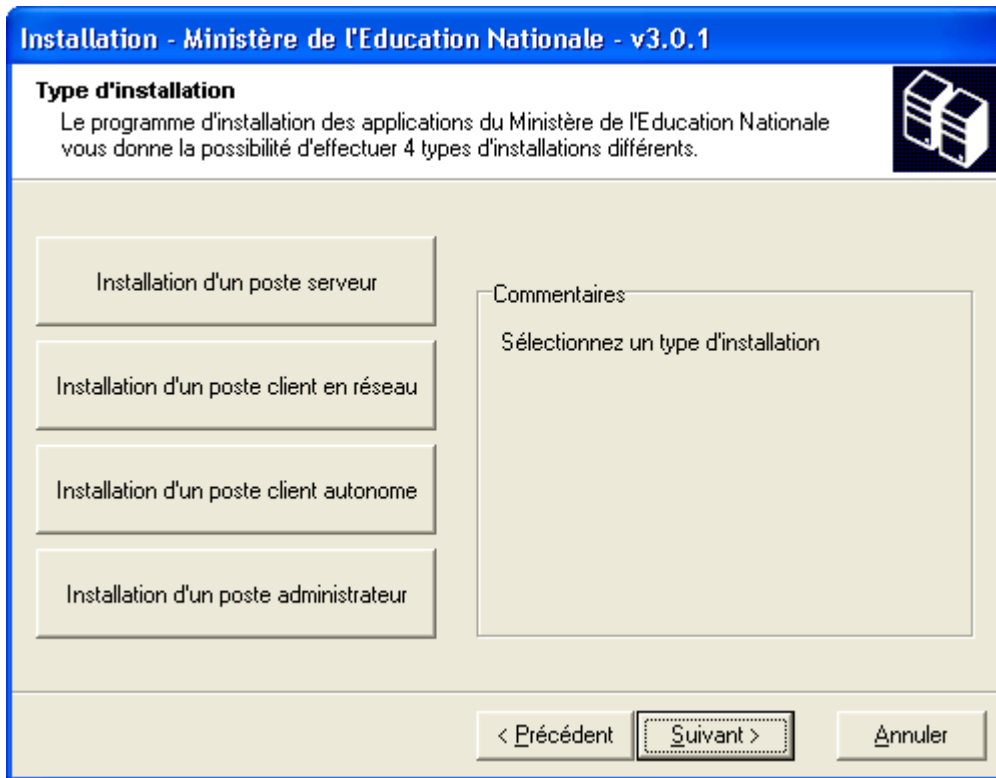 Installation - Ministère de l'Education Nationale - v3.0.1
Type d'installation
Le programme d'installation des applications du Ministère de l'Education Nationale
vous donne la possibilité d'effectuer 4 types d'installations différents.
Installation d'un poste serveur
Installation d'un poste client en réseau
Installation d'un poste client autonome
Installation d'un poste administrateur
Commentaires
Sélectionnez un type d'installation
< Précédent
Suivant >
Annuler